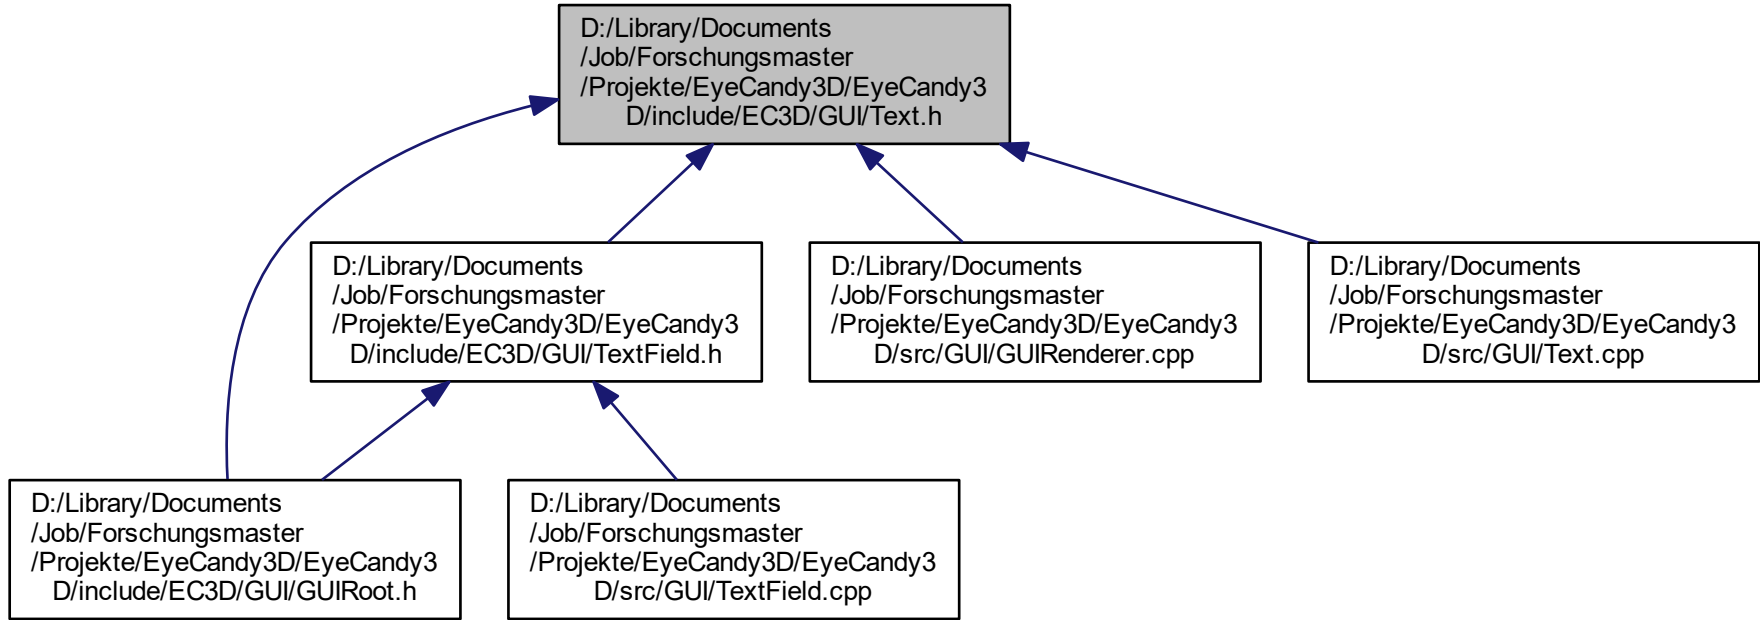 D:/Library/Documents
/Job/Forschungsmaster
/Projekte/EyeCandy3D/EyeCandy3
D/include/EC3D/GUI/Text.h
D:/Library/Documents
/Job/Forschungsmaster
/Projekte/EyeCandy3D/EyeCandy3
D/include/EC3D/GUI/TextField.h
D:/Library/Documents
/Job/Forschungsmaster
/Projekte/EyeCandy3D/EyeCandy3
D/src/GUI/GUIRenderer.cpp
D:/Library/Documents
/Job/Forschungsmaster
/Projekte/EyeCandy3D/EyeCandy3
D/src/GUI/Text.cpp
D:/Library/Documents
/Job/Forschungsmaster
/Projekte/EyeCandy3D/EyeCandy3
D/include/EC3D/GUI/GUIRoot.h
D:/Library/Documents
/Job/Forschungsmaster
/Projekte/EyeCandy3D/EyeCandy3
D/src/GUI/TextField.cpp